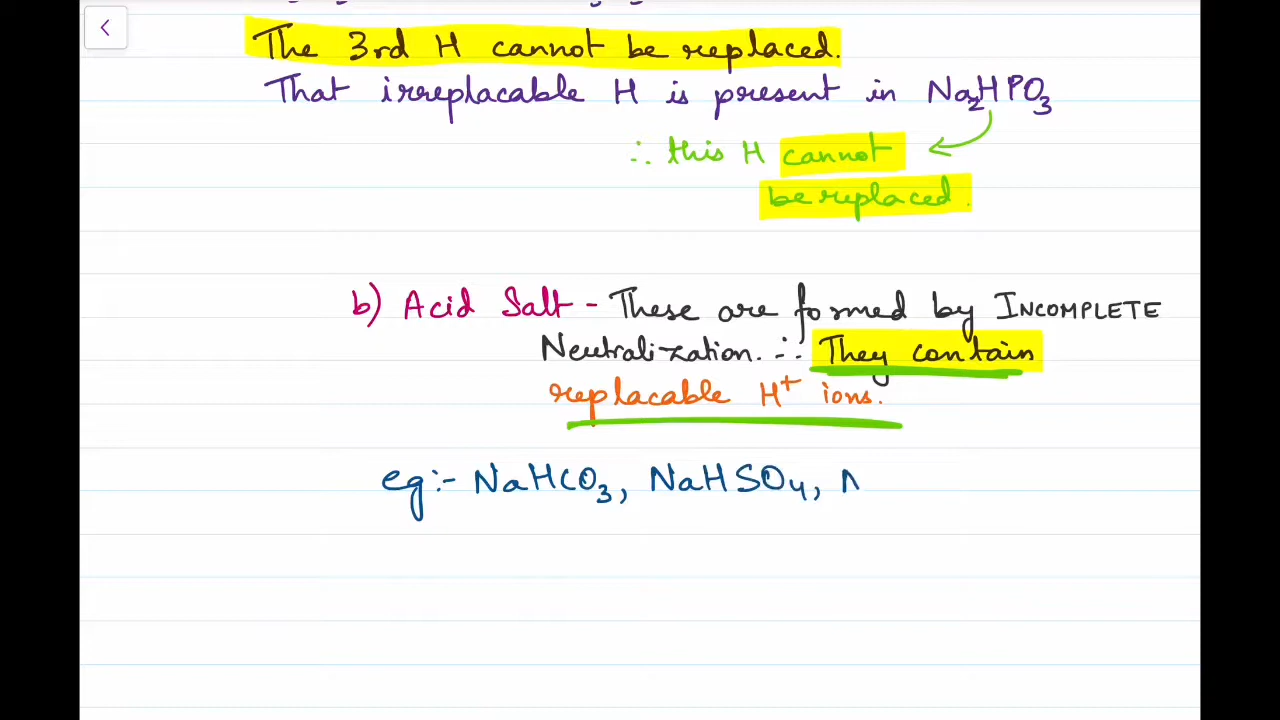 The 3rd H cannot be replaced.
That irreplacable H is present in Na₂HPO₃
∴ this H cannot
be replaced.
b) Acid Salt - These are formed by INCOMPLETE
Neutralization. ∴ They contain
replacable H⁺ ions.
eg:- NaHCO₃, NaHSO₄,